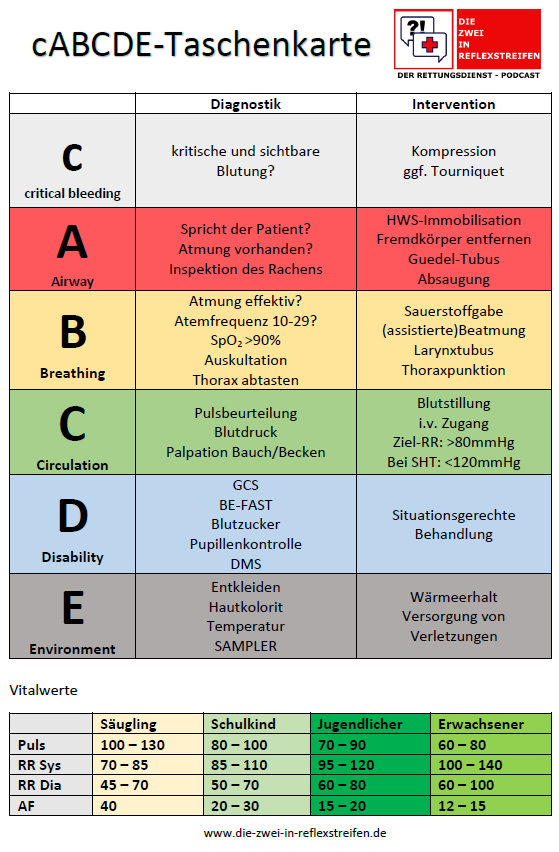 cABCDE-Taschenkarte
?!
DIE
ZWEI
IN
REFLEXSTREIFEN
DER RETTUNGSDIENST - PODCAST
Diagnostik Intervention
C
critical bleeding
kritische und sichtbare
Blutung?
Kompression
ggf. Tourniquet
A
Airway
Spricht der Patient?
Atmung vorhanden?
Inspektion des Rachens
HWS-Immobilisation
Fremdkörper entfernen
Guedel-Tubus
Absaugung
B
Breathing
Atmung effektiv?
Atemfrequenz 10-29?
SpO₂ >90%
Auskultation
Thorax abtasten
Sauerstoffgabe
(assistierte)Beatmung
Larynxtubus
Thoraxpunktion
C
Circulation
Pulsbeurteilung
Blutdruck
Palpation Bauch/Becken
Blutstillung
i.v. Zugang
Ziel-RR: >80mmHg
Bei SHT: <120mmHg
D
Disability
GCS
BE-FAST
Blutzucker
Pupillenkontrolle
DMS
Situationsgerechte
Behandlung
E
Environment
Entkleiden
Hautkolorit
Temperatur
SAMPLER
Wärmeerhalt
Versorgung von
Verletzungen
Vitalwerte
Säugling Schulkind Jugendlicher Erwachsener
Puls 100 – 130 80 – 100 70 – 90 60 – 80
RR Sys 70 – 85 85 – 110 95 – 120 100 – 140
RR Dia 45 – 70 50 – 70 60 – 80 60 – 100
AF 40 20 – 30 15 – 20 12 – 15
www.die-zwei-in-reflexstreifen.de